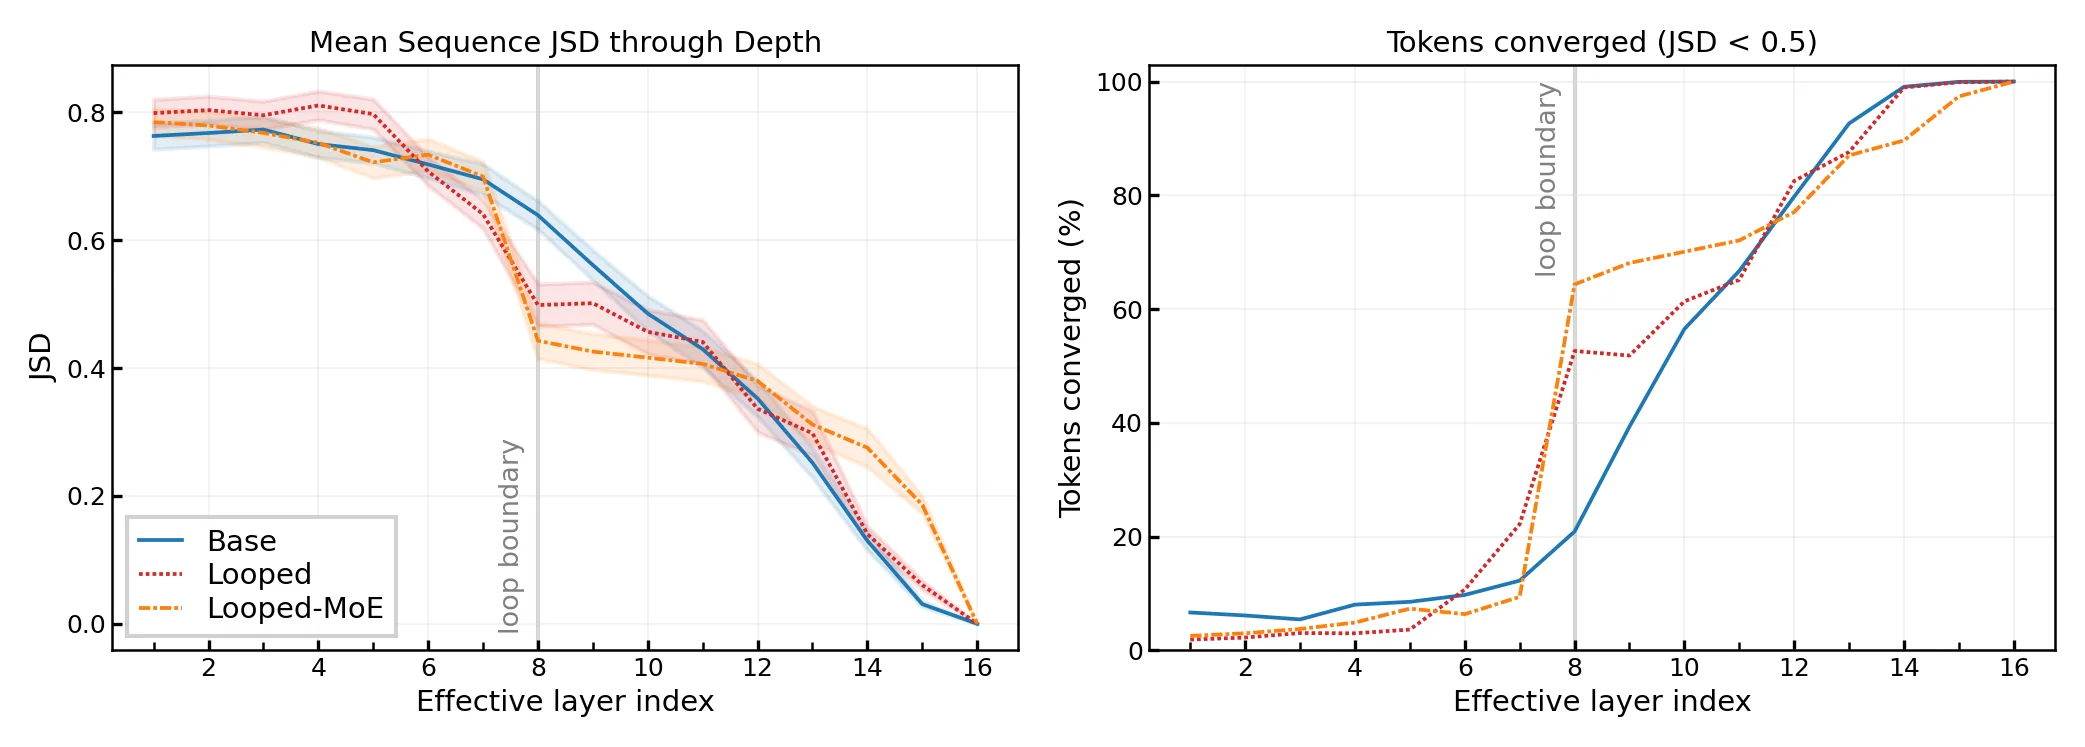 Mean Sequence JSD through Depth
JSD
0.8
0.6
0.4
0.2
0.0
loop boundary
Base
Looped
Looped-MoE
2 4 6 8 10 12 14 16
Effective layer index
Tokens converged (JSD < 0.5)
Tokens converged (%)
100
80
60
40
20
0
loop boundary
2 4 6 8 10 12 14 16
Effective layer index